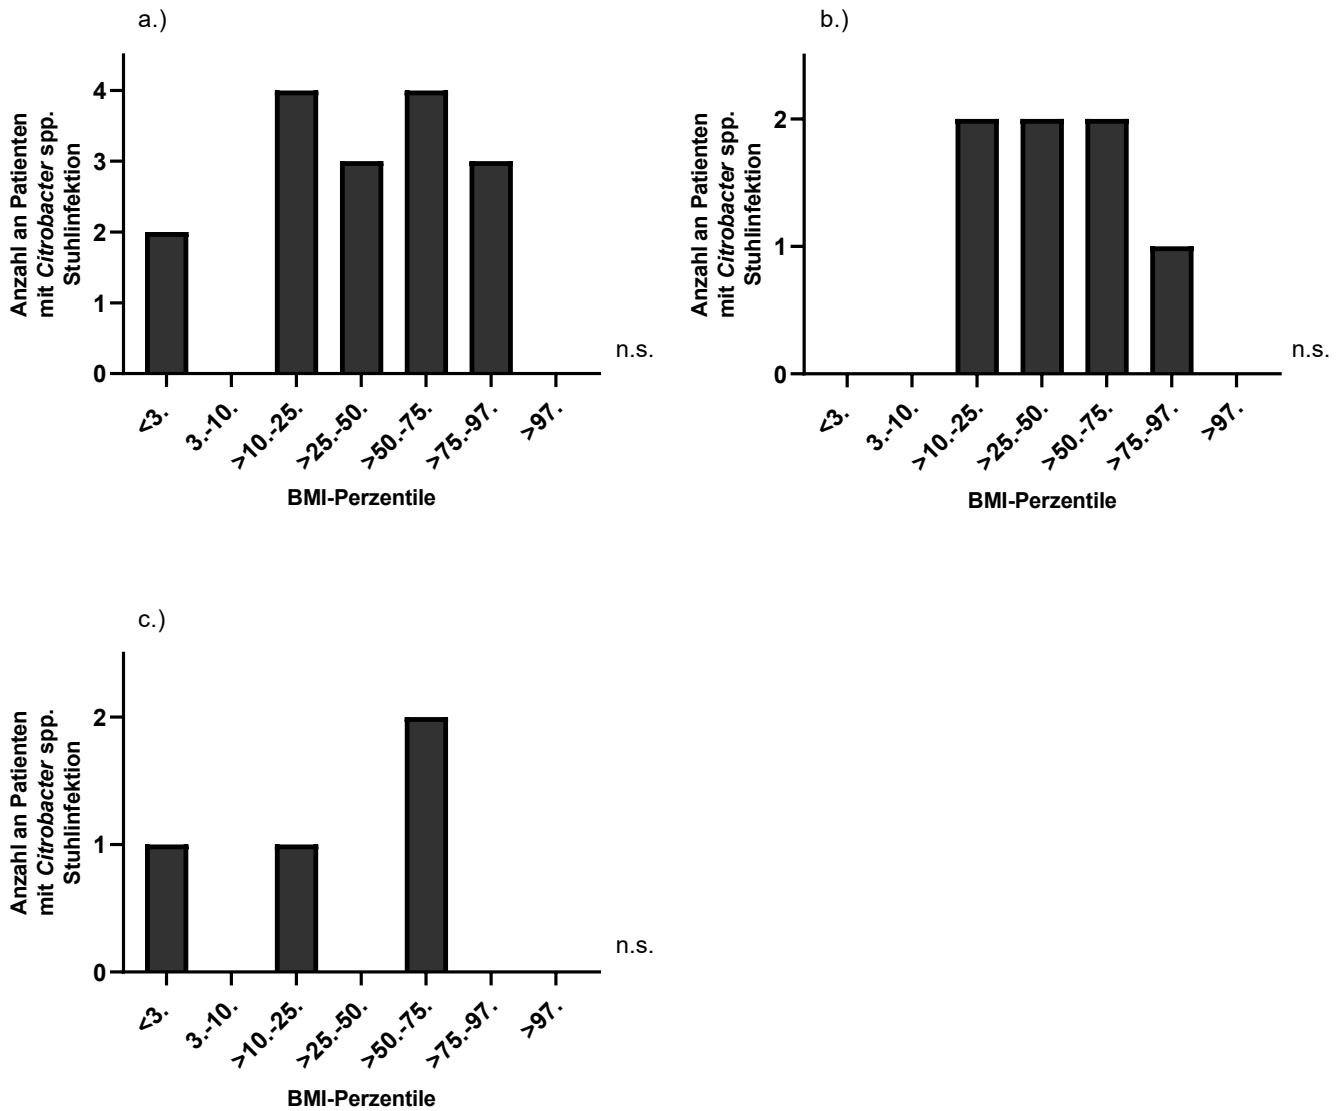 a.)
Anzahl an Patienten
mit Citrobacter spp.
Stuhlinfektion
4
3
2
1
0
<3.
3.-10.
>10.-25.
>25.-50.
>50.-75.
>75.-97.
>97.
n.s.
BMI-Perzentile
b.)
Anzahl an Patienten
mit Citrobacter spp.
Stuhlinfektion
2
1
0
<3.
3.-10.
>10.-25.
>25.-50.
>50.-75.
>75.-97.
>97.
n.s.
BMI-Perzentile
c.)
Anzahl an Patienten
mit Citrobacter spp.
Stuhlinfektion
2
1
0
<3.
3.-10.
>10.-25.
>25.-50.
>50.-75.
>75.-97.
>97.
n.s.
BMI-Perzentile